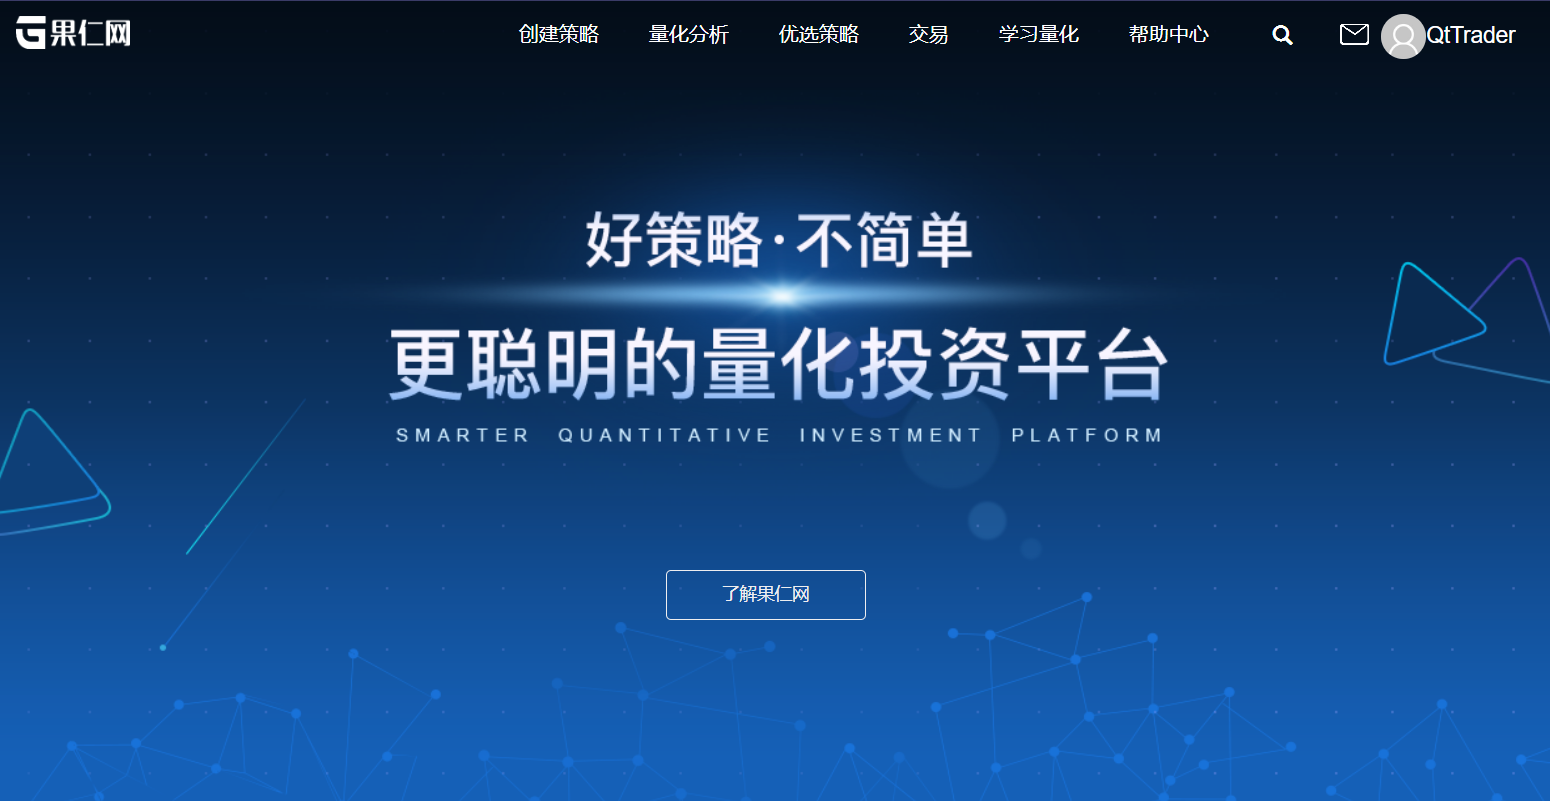 果仁网
创建策略 量化分析 优选策略 交易 学习量化 帮助中心 QtTrader
好策略·不简单
更聪明的量化投资平台
SMARTER QUANTITATIVE INVESTMENT PLATFORM
了解果仁网